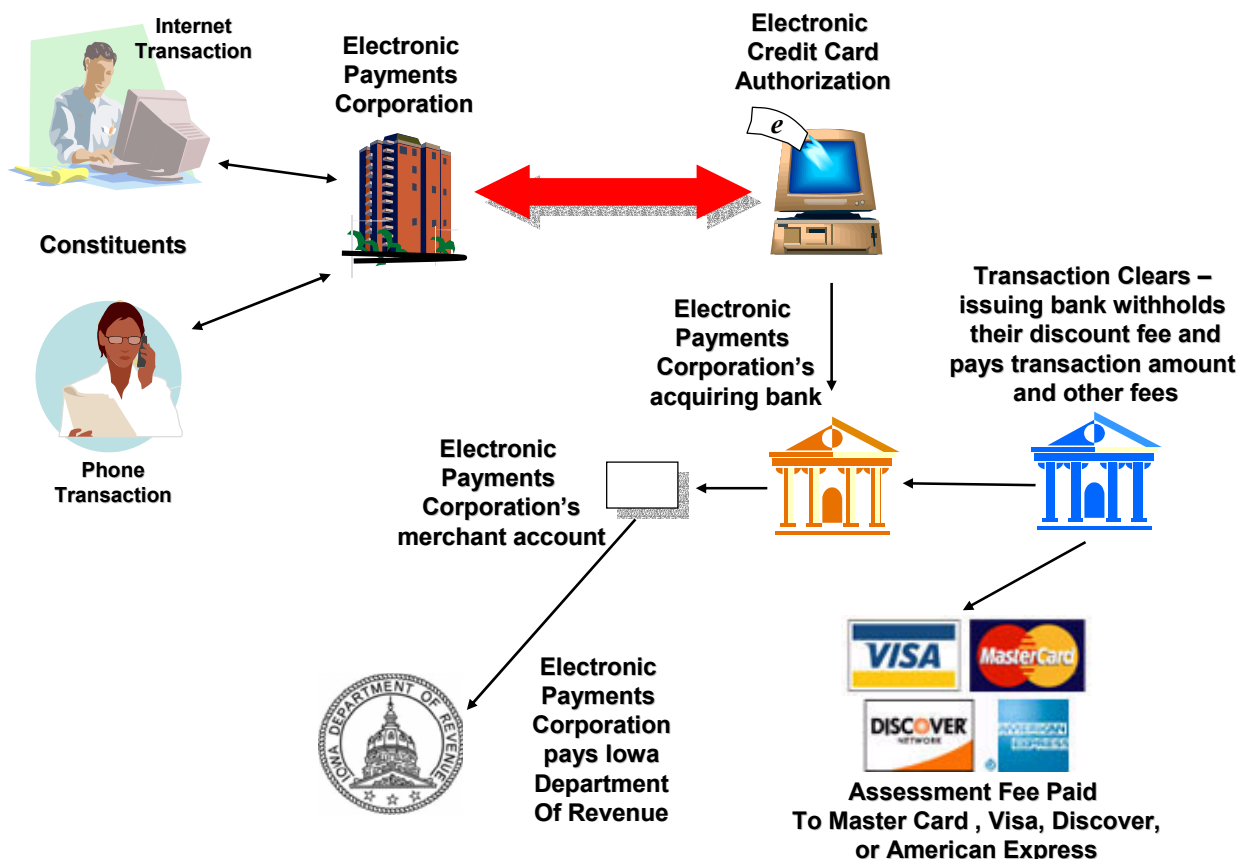 Internet
Transaction
Electronic
Payments
Corporation
Electronic
Credit Card
Authorization
e
Constituents
Phone
Transaction
Electronic
Payments
Corporation's
acquiring bank
Transaction Clears –
issuing bank withholds
their discount fee and
pays transaction amount
and other fees
Electronic
Payments
Corporation's
merchant account
IOWA DEPARTMENT OF REVENUE
Electronic
Payments
Corporation
pays Iowa
Department
Of Revenue
VISA
MasterCard
DISCOVER
NETWORK
®
AMERICAN
EXPRESS
Assessment Fee Paid
To Master Card , Visa, Discover,
or American Express